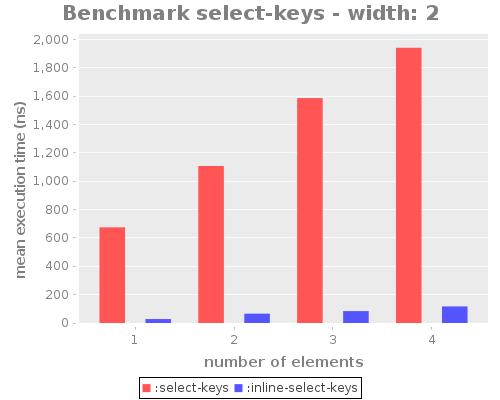 Benchmark select-keys - width: 2
2,000
1,800
1,600
1,400
1,200
1,000
800
600
400
200
0
mean execution time (ns)
1 2 3 4
number of elements
:select-keys :inline-select-keys